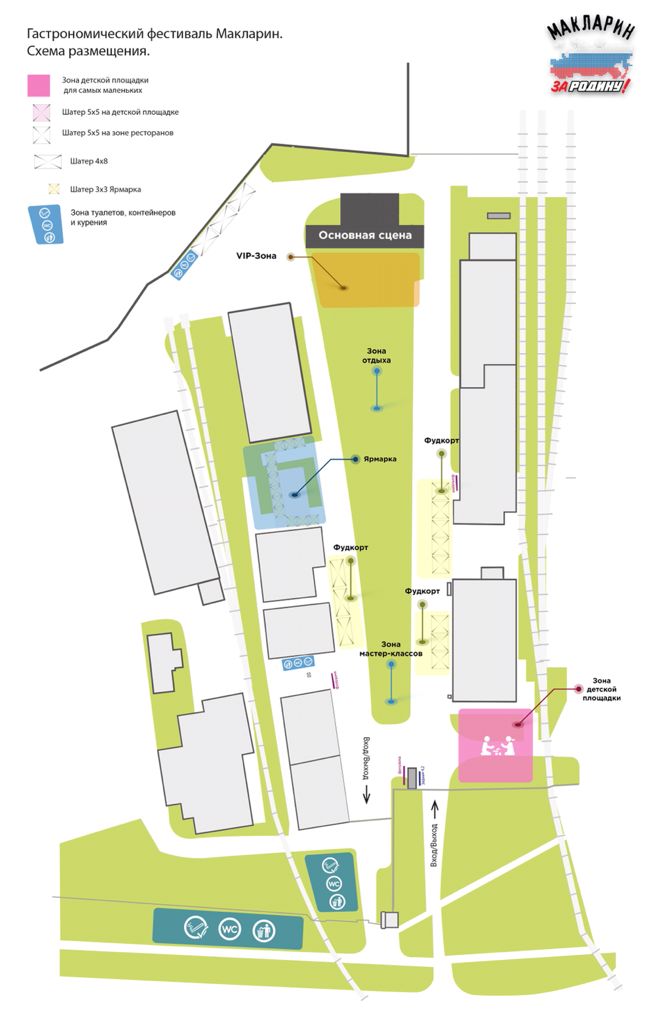 Гастрономический фестиваль Макларин.
Схема размещения.
МАКЛАРИН
ЗА РОДИНУ!
Зона детской площадки
для самых маленьких
Шатер 5х5 на детской площадке
Шатер 5х5 на зоне ресторанов
Шатер 4х8
Шатер 3х3 Ярмарка
WC
Зона туалетов, контейнеров
и курения
Основная сцена
VIP-Зона
Зона
отдыха
Фудкорт
Ярмарка
Фудкорт
Фудкорт
Зона
мастер-классов
Зона
детской
площадки
Вход/Выход
Вход/Выход
WC
WC